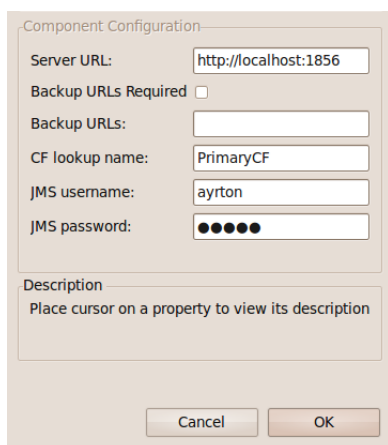 Component Configuration
Server URL: http://localhost:1856
Backup URLs Required
Backup URLs:
CF lookup name: PrimaryCF
JMS username: ayrton
JMS password: ●●●●●
Description
Place cursor on a property to view its description
Cancel OK